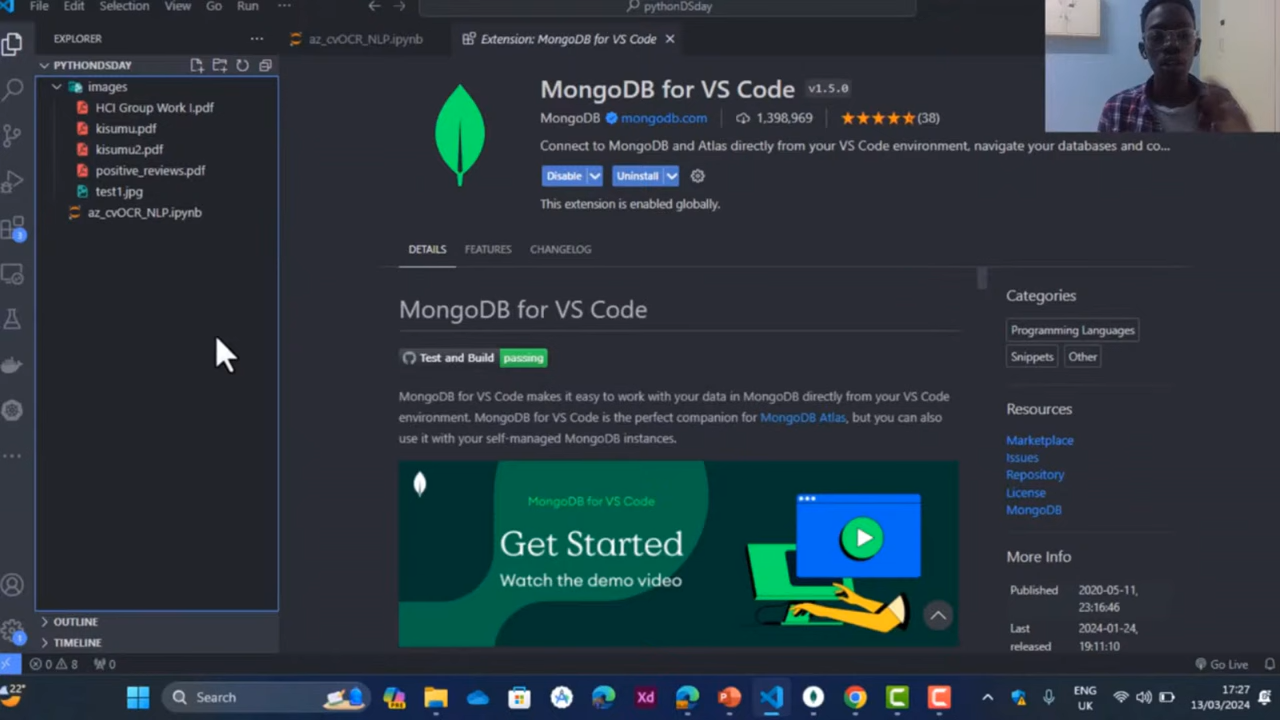 File Edit Selection View Go Run ...
pythonDSday
EXPLORER ...
az_cvOCR_NLP.ipynb
Extension: MongoDB for VS Code
PYTHONDSDAY
images
HCI Group Work I.pdf
kisumu.pdf
kisumu2.pdf
positive_reviews.pdf
test1.jpg
az_cvOCR_NLP.ipynb
OUTLINE
TIMELINE
3
1
MongoDB for VS Code v1.5.0
MongoDB mongodb.com 1,398,969 (38)
Connect to MongoDB and Atlas directly from your VS Code environment, navigate your databases and co...
Disable Uninstall
This extension is enabled globally.
DETAILS FEATURES CHANGELOG
MongoDB for VS Code
Test and Build passing
MongoDB for VS Code makes it easy to work with your data in MongoDB directly from your VS Code
environment. MongoDB for VS Code is the perfect companion for MongoDB Atlas, but you can also
use it with your self-managed MongoDB instances.
MongoDB for VS Code
Get Started
Watch the demo video
Categories
Programming Languages
Snippets Other
Resources
Marketplace
Issues
Repository
License
MongoDB
More Info
Published 2020-05-11,
23:16:46
Last 2024-01-24,
released 19:11:10
0 8 0
Go Live
22°
Search
PRE
Xd
ENG
UK
17:27
13/03/2024